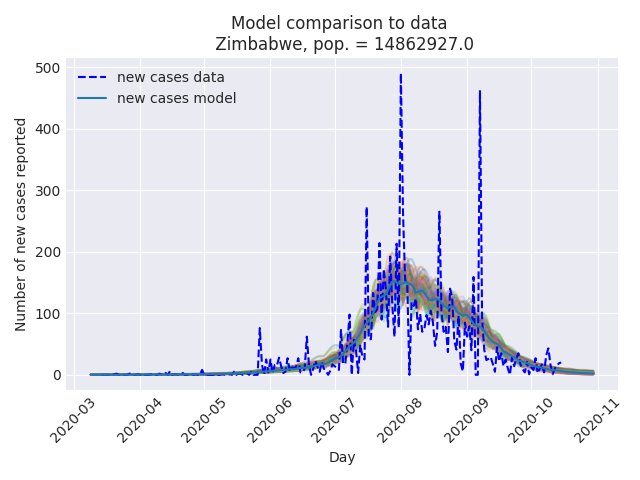 Model comparison to data
Zimbabwe, pop. = 14862927.0
new cases data
new cases model
Number of new cases reported
500
400
300
200
100
0
2020-03
2020-04
2020-05
2020-06
2020-07
2020-08
2020-09
2020-10
2020-11
Day